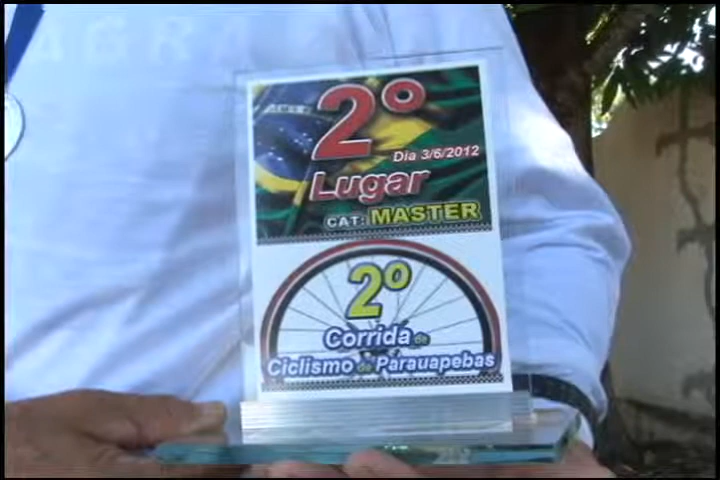 2º
Dia 3/6/2012
Lugar
CAT: MASTER
2º
Corrida de
Ciclismo de Parauapebas